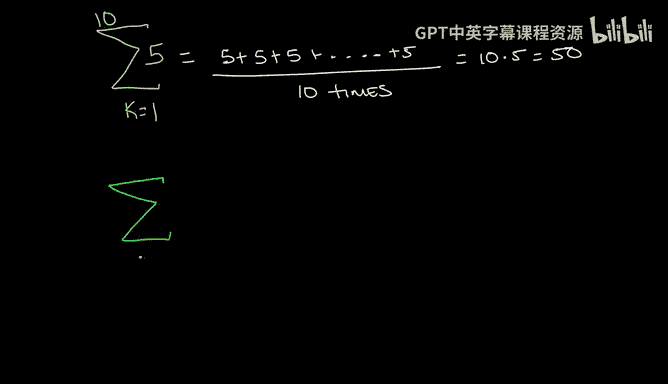 GPT中英字幕课程资源 bilibili
10
∑ 5 = 5+5+5+.....+5 = 10·5=50
K=1 10 TIMES
∑